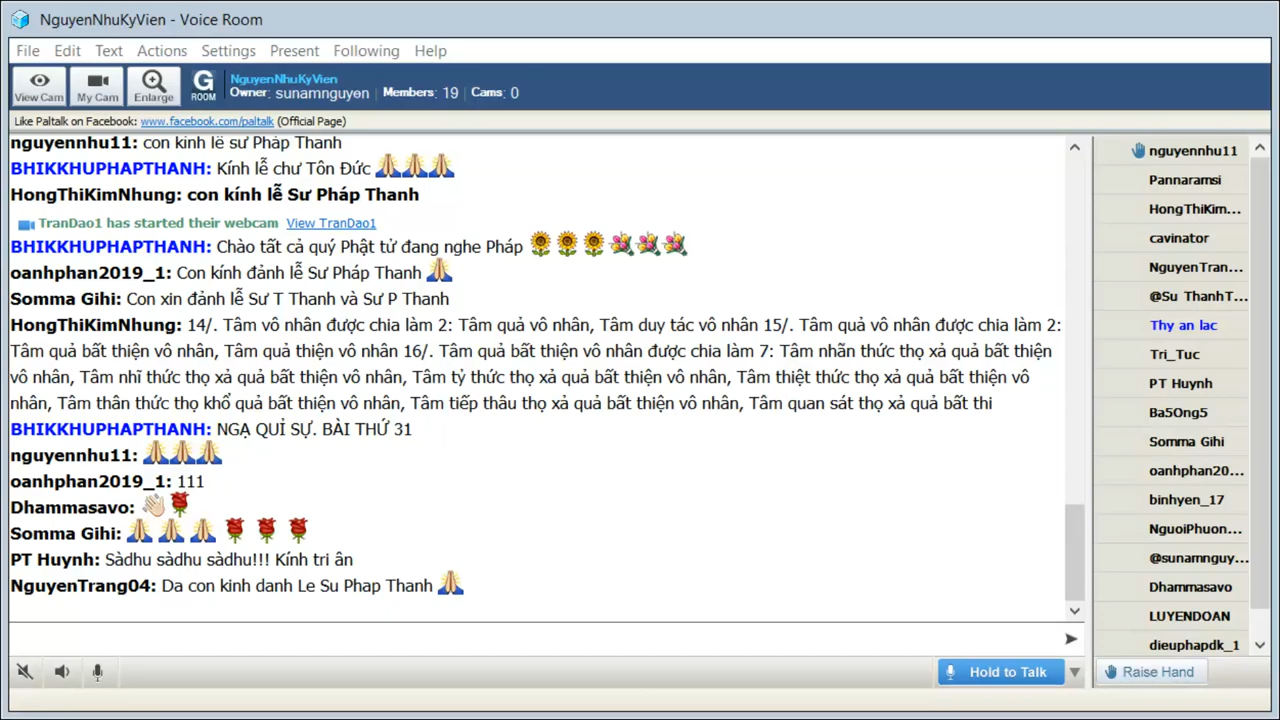 NguyenNhuKyVien - Voice Room
File Edit Text Actions Settings Present Following Help
View Cam My Cam Enlarge G ROOM
NguyenNhuKyVien
Owner: sunamnguyen Members: 19 Cams: 0
Like Paltalk on Facebook: www.facebook.com/paltalk (Official Page)
nguyennhu11: con kinh lễ sư Pháp Thanh
BHIKKHUPHAPTHANH: Kính lễ chư Tôn Đức
HongThiKimNhung: con kính lễ Sư Pháp Thanh
TranDao1 has started their webcam View TranDao1
BHIKKHUPHAPTHANH: Chào tất cả quý Phật tử đang nghe Pháp
oanhphan2019_1: Con kính đảnh lễ Sư Pháp Thanh
Somma Gihi: Con xin đảnh lễ Sư T Thanh và Sư P Thanh
HongThiKimNhung: 14/. Tâm vô nhân được chia làm 2: Tâm quả vô nhân, Tâm duy tác vô nhân 15/. Tâm quả vô nhân được chia làm 2:
Tâm quả bất thiện vô nhân, Tâm quả thiện vô nhân 16/. Tâm quả bất thiện vô nhân được chia làm 7: Tâm nhãn thức thọ xả quả bất thiện
vô nhân, Tâm nhĩ thức thọ xả quả bất thiện vô nhân, Tâm tỷ thức thọ xả quả bất thiện vô nhân, Tâm thiệt thức thọ xả quả bất thiện vô
nhân, Tâm thân thức thọ khổ quả bất thiện vô nhân, Tâm tiếp thâu thọ xả quả bất thiện vô nhân, Tâm quan sát thọ xả quả bất thi
BHIKKHUPHAPTHANH: NGẠ QUỈ SỰ. BÀI THỨ 31
nguyennhu11:
oanhphan2019_1: 111
Dhammasavo:
Somma Gihi:
PT Huynh: Sàdhu sàdhu sàdhu!!! Kính tri ân
NguyenTrang04: Da con kinh danh Le Su Phap Thanh
Hold to Talk
nguyennhu11
Pannaramsi
HongThiKim...
cavinator
NguyenTran...
@Su ThanhT...
Thy an lac
Tri_Tuc
PT Huynh
Ba5Ong5
Somma Gihi
oanhphan20...
binhyen_17
NguoiPhuon...
@sunamnguy...
Dhammasavo
LUYENDOAN
dieuphapdk_1
Raise Hand